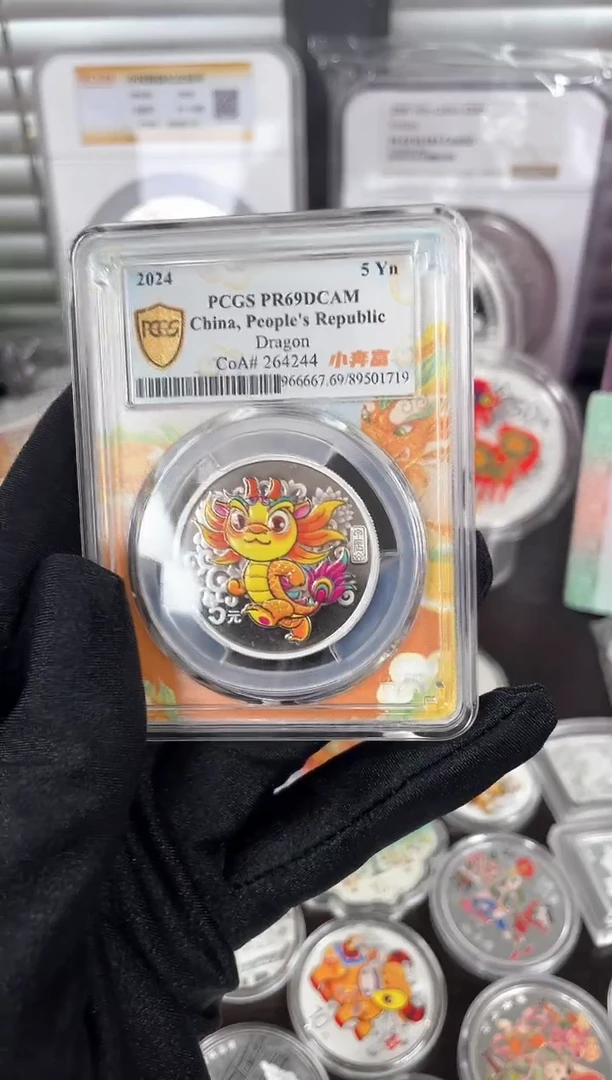 2024
5 Yn
PCGS PR69DCAM
China, People's Republic
Dragon
CoA# 264244 小奔富
966667.69/89501719
PCGS
5元